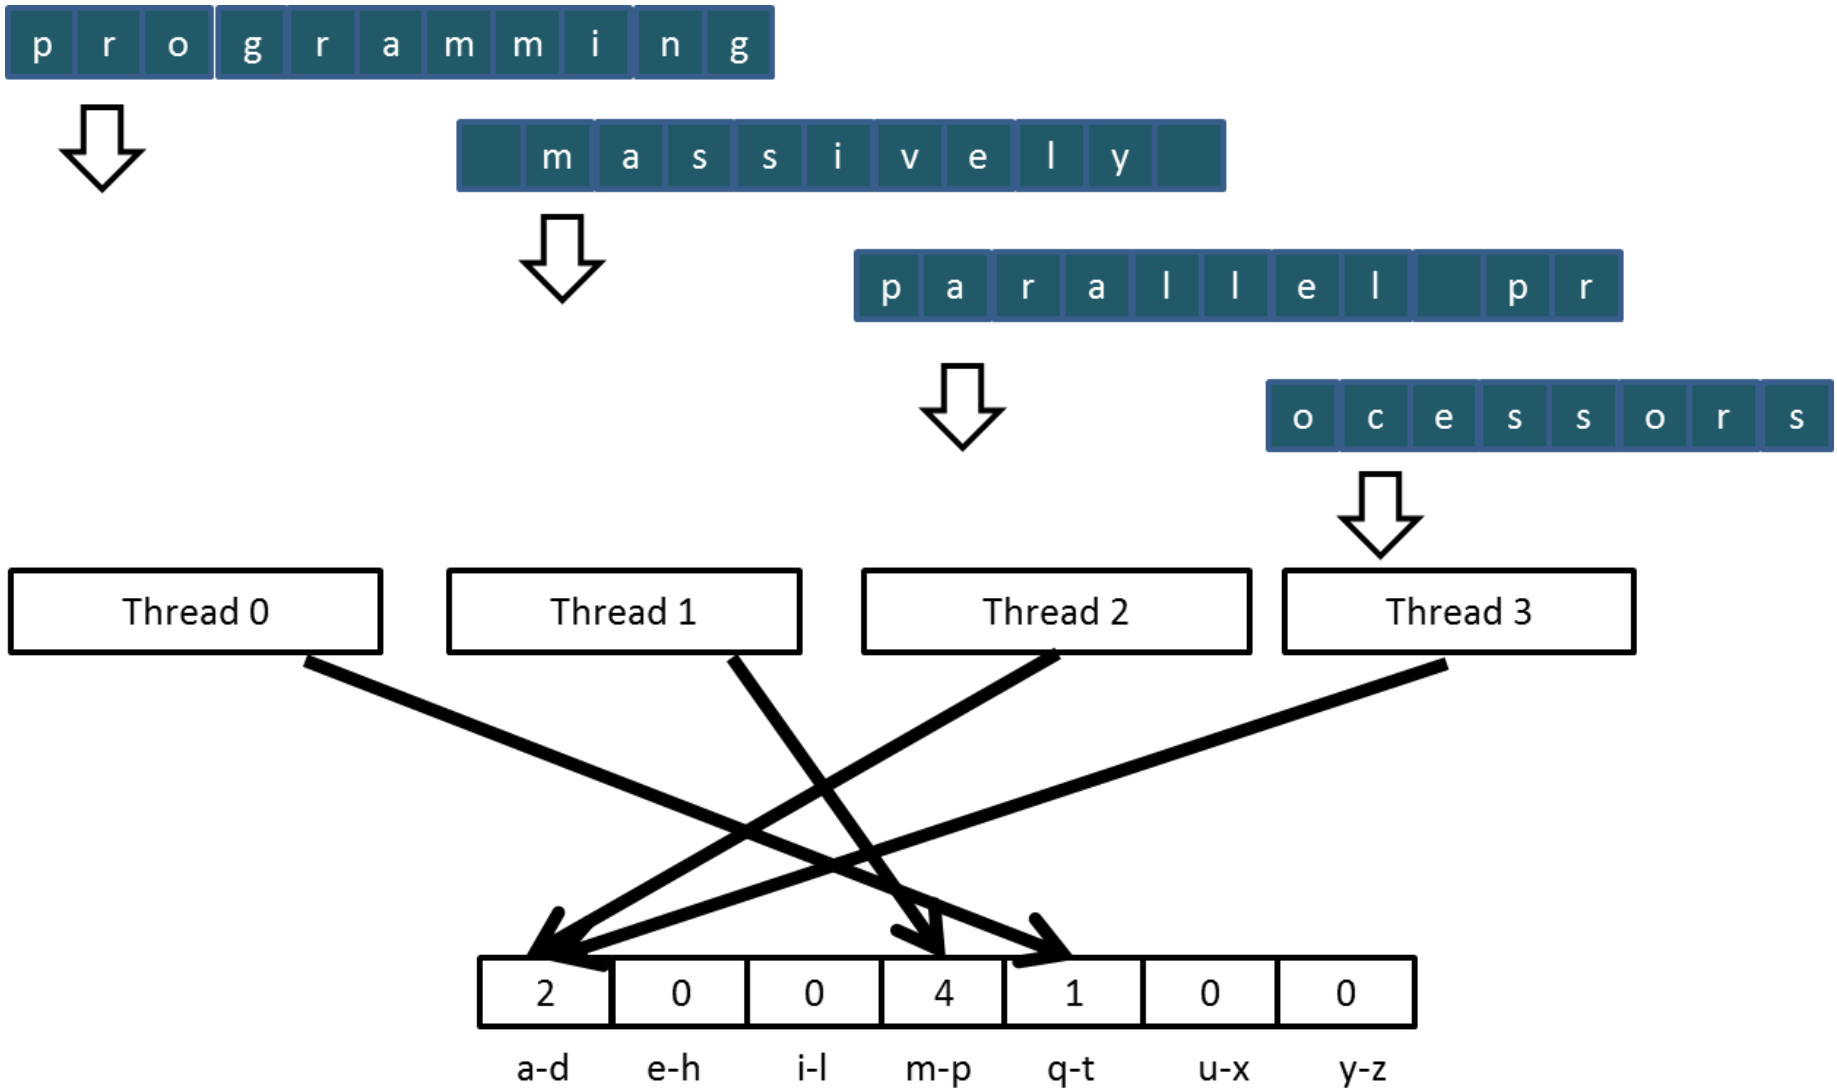 p r o g r a m m i n g
m a s s i v e l y
p a r a l l e l p r
o c e s s o r s
Thread 0 Thread 1 Thread 2 Thread 3
2 0 0 4 1 0 0
a-d e-h i-l m-p q-t u-x y-z